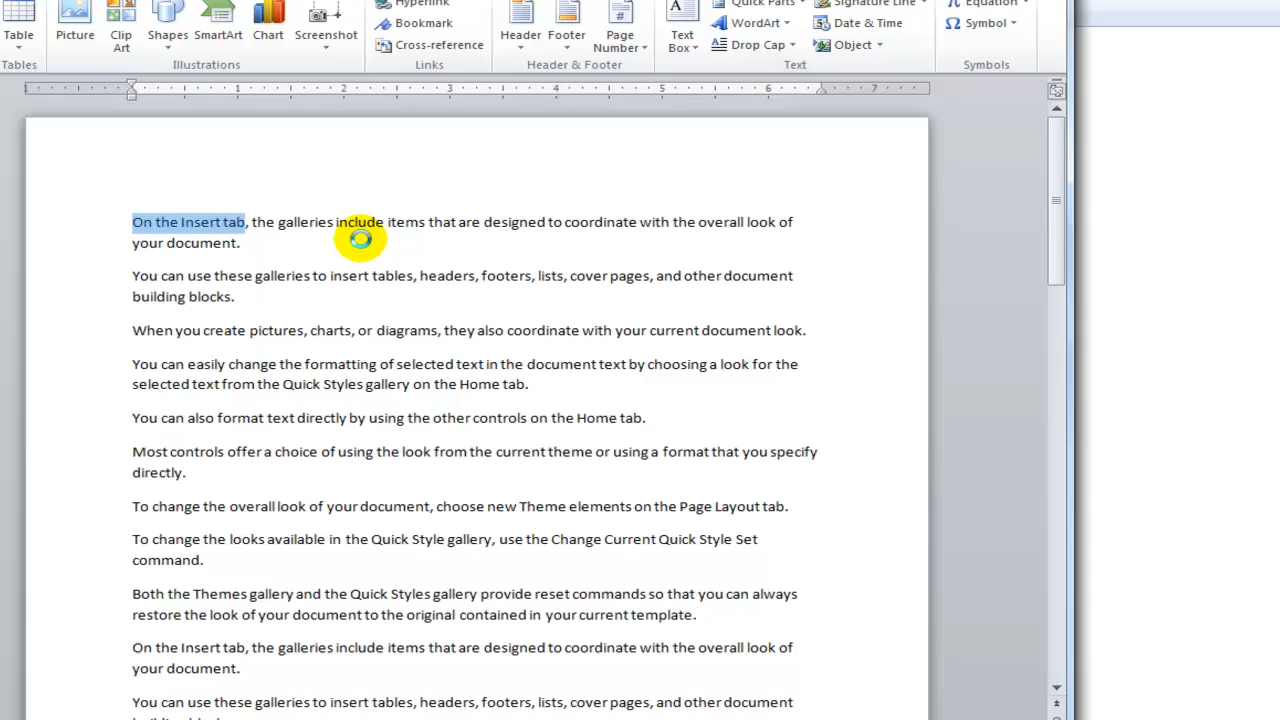 Hyperlink
Quick Parts
Signature Line
Equation
Bookmark
WordArt
Date & Time
Symbol
Table
Picture
Clip
Art
Shapes
SmartArt
Chart
Screenshot
Cross-reference
Header
Footer
Page
Number
Text
Box
Drop Cap
Object
Tables
Illustrations
Links
Header & Footer
Text
Symbols
1 1 2 3 4 5 6 7
On the Insert tab, the galleries include items that are designed to coordinate with the overall look of
your document.
You can use these galleries to insert tables, headers, footers, lists, cover pages, and other document
building blocks.
When you create pictures, charts, or diagrams, they also coordinate with your current document look.
You can easily change the formatting of selected text in the document text by choosing a look for the
selected text from the Quick Styles gallery on the Home tab.
You can also format text directly by using the other controls on the Home tab.
Most controls offer a choice of using the look from the current theme or using a format that you specify
directly.
To change the overall look of your document, choose new Theme elements on the Page Layout tab.
To change the looks available in the Quick Style gallery, use the Change Current Quick Style Set
command.
Both the Themes gallery and the Quick Styles gallery provide reset commands so that you can always
restore the look of your document to the original contained in your current template.
On the Insert tab, the galleries include items that are designed to coordinate with the overall look of
your document.
You can use these galleries to insert tables, headers, footers, lists, cover pages, and other document